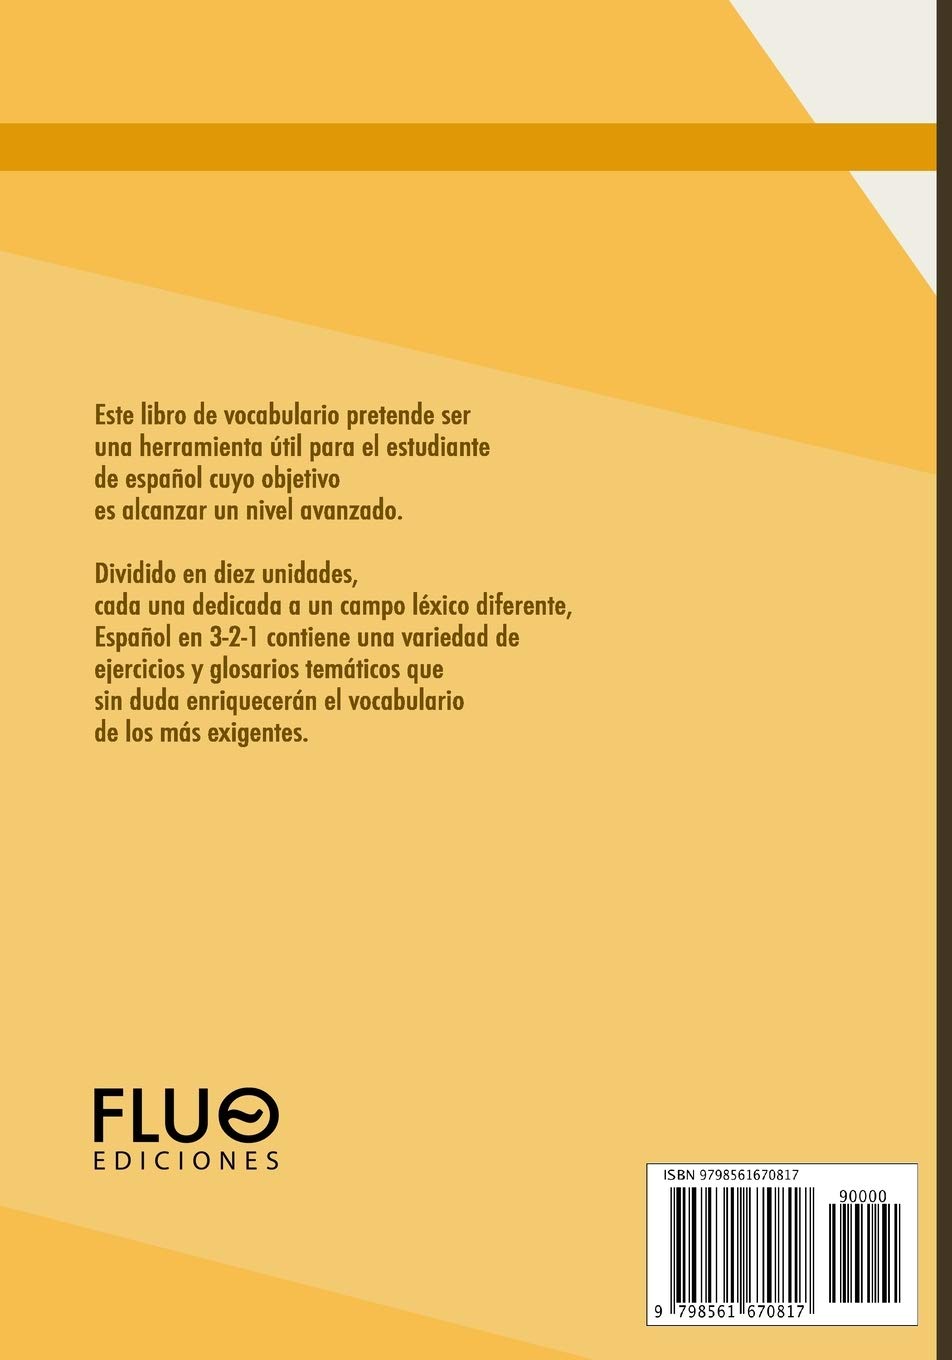 Este libro de vocabulario pretende ser
una herramienta útil para el estudiante
de español cuyo objetivo
es alcanzar un nivel avanzado.
Dividido en diez unidades,
cada una dedicada a un campo léxico diferente,
Español en 3-2-1 contiene una variedad de
ejercicios y glosarios temáticos que
sin duda enriquecerán el vocabulario
de los más exigentes.
FLUO
EDICIONES
ISBN 9798561670817
90000
9 798561 670817